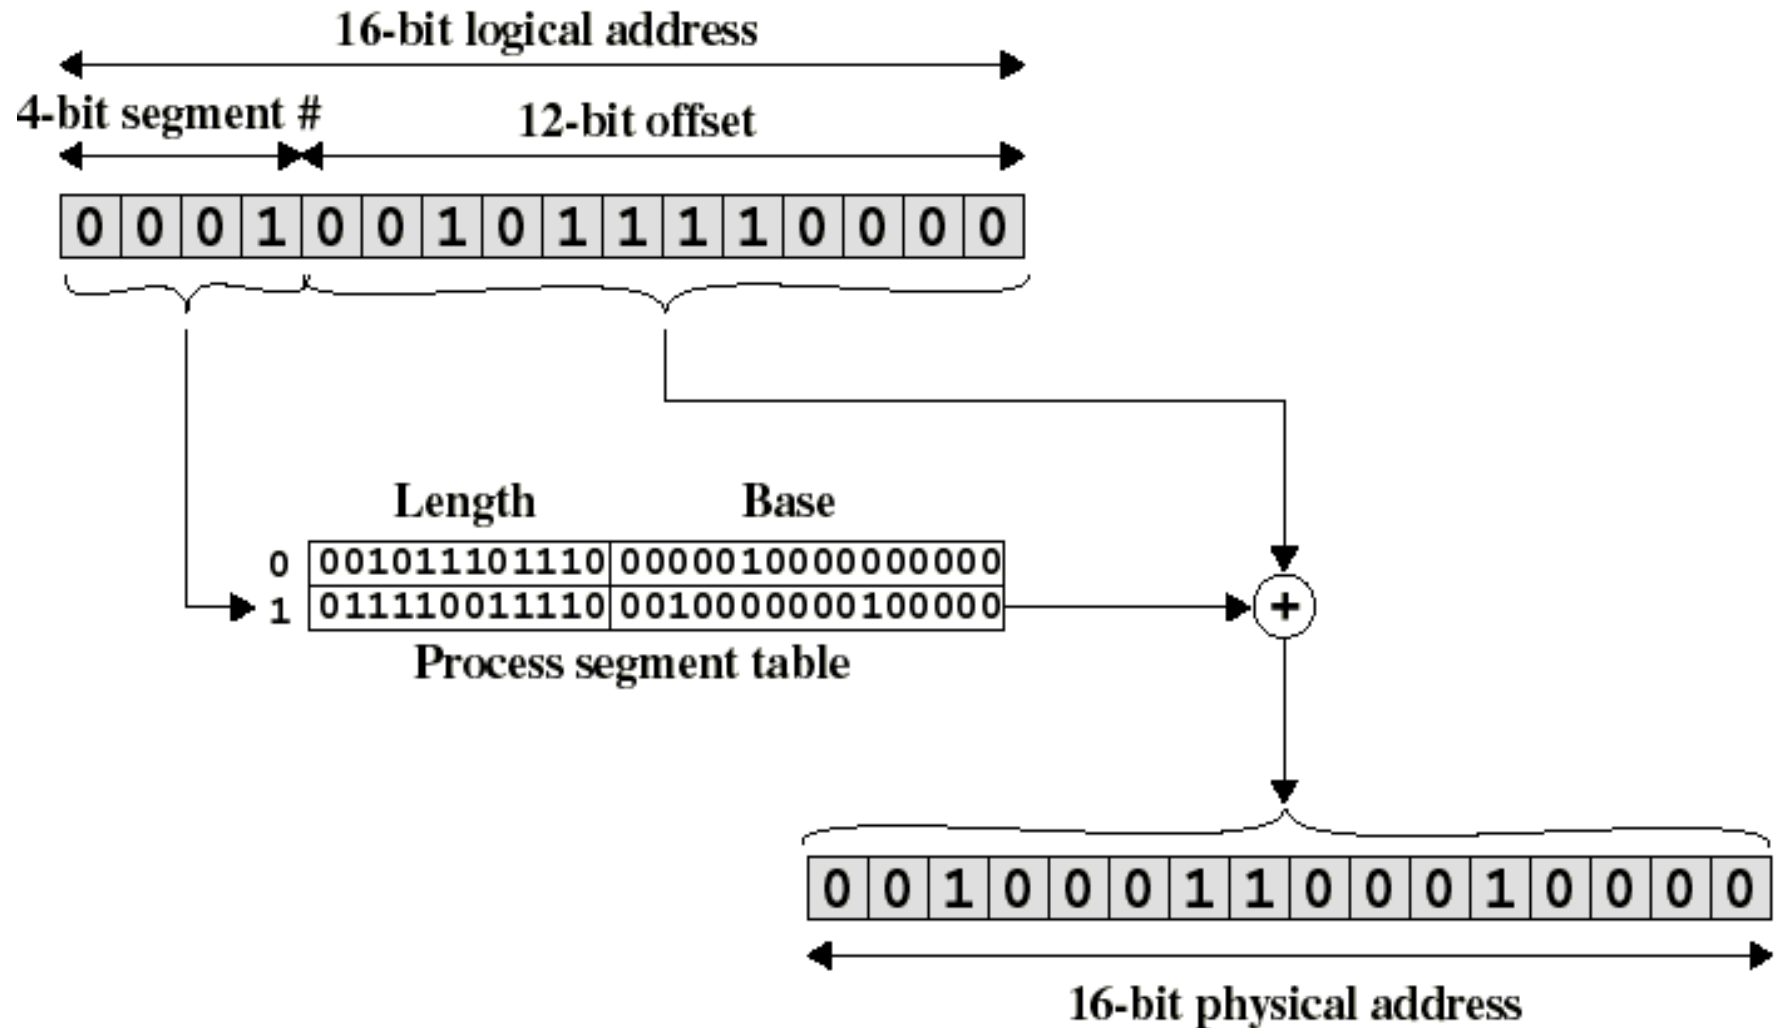 16-bit logical address
4-bit segment # 12-bit offset
0 0 0 1 0 0 1 0 1 1 1 1 0 0 0 0
Length Base
0 001011101110 0000010000000000
1 011110011110 0010000000100000
+
Process segment table
0 0 1 0 0 0 1 1 0 0 0 1 0 0 0 0
16-bit physical address